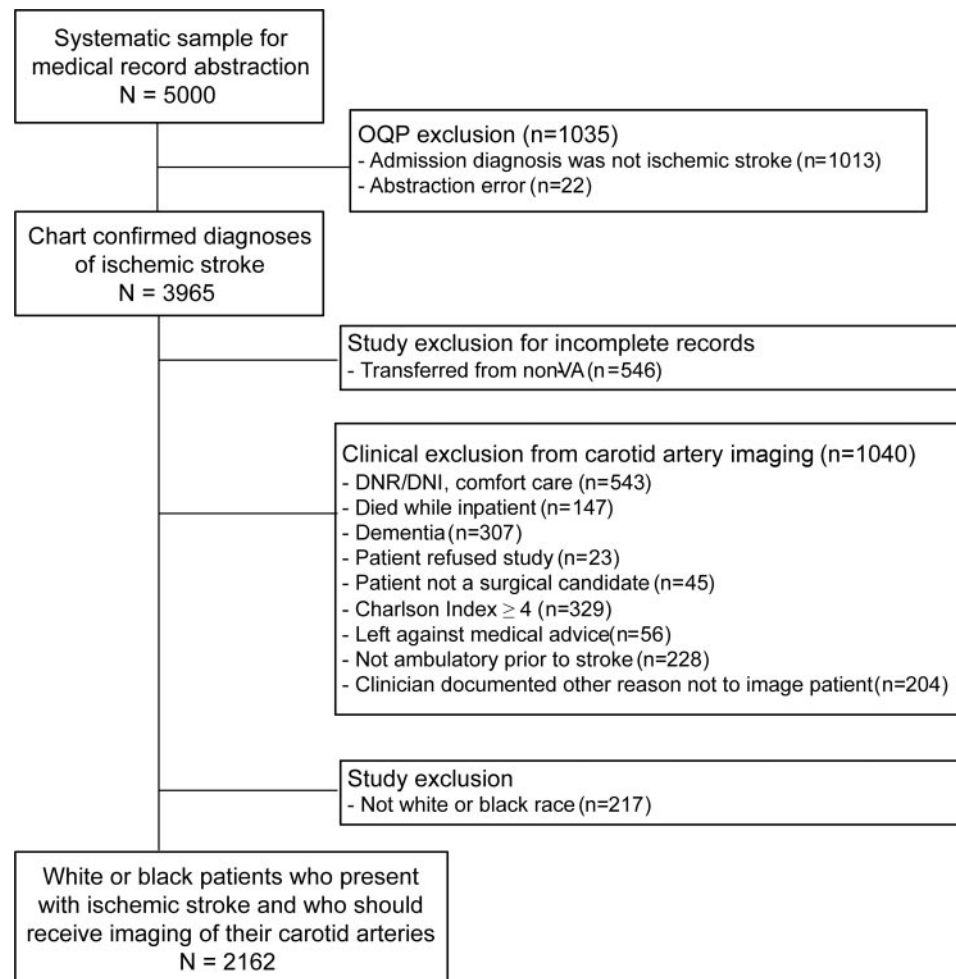 Systematic sample for
medical record abstraction
N = 5000
OQP exclusion (n=1035)
- Admission diagnosis was not ischemic stroke (n=1013)
- Abstraction error (n=22)
Chart confirmed diagnoses
of ischemic stroke
N = 3965
Study exclusion for incomplete records
- Transferred from non-VA (n=546)
Clinical exclusion from carotid artery imaging (n=1040)
- DNR/DNI, comfort care (n=543)
- Died while inpatient (n=147)
- Dementia (n=307)
- Patient refused study (n=23)
- Patient not a surgical candidate (n=45)
- Charlson Index ≥ 4 (n=329)
- Left against medical advice (n=56)
- Not ambulatory prior to stroke (n=228)
- Clinician documented other reason not to image patient (n=204)
Study exclusion
- Not white or black race (n=217)
White or black patients who present
with ischemic stroke and who should
receive imaging of their carotid arteries
N = 2162